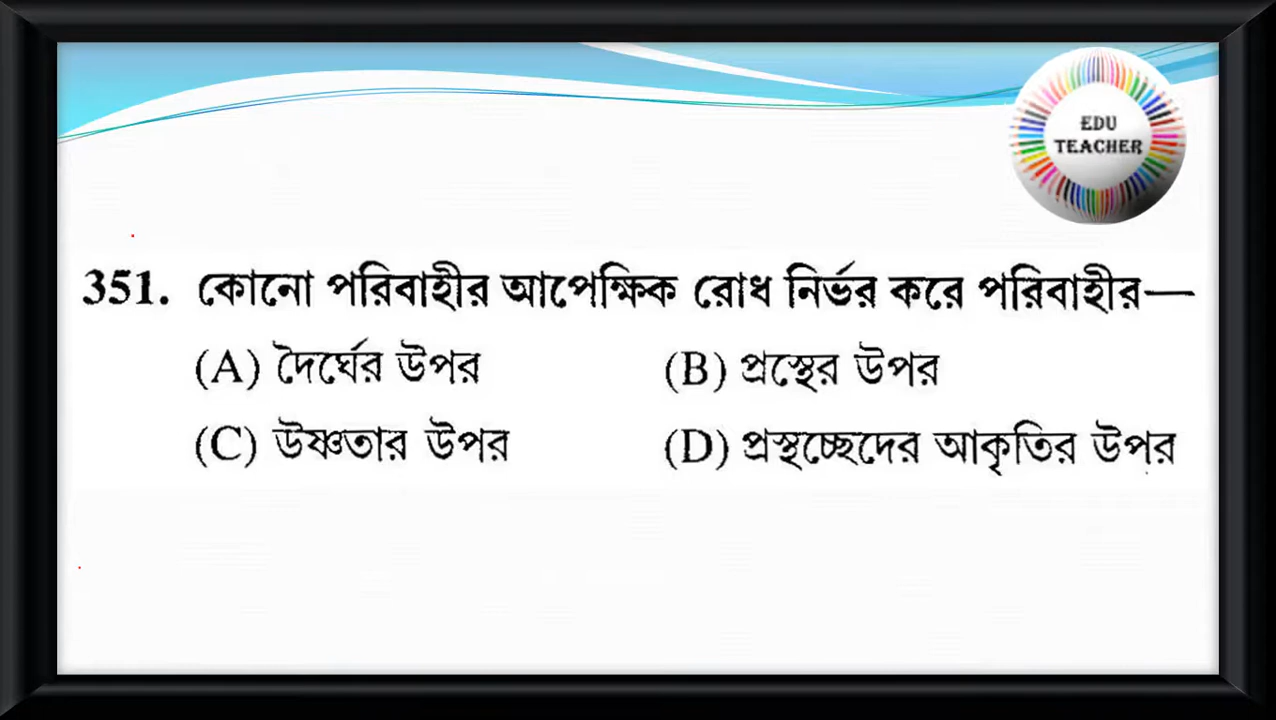 EDU
TEACHER
351. কোনো পরিবাহীর আপেক্ষিক রোধ নির্ভর করে পরিবাহীর—
(A) দৈর্ঘের উপর (B) প্রস্থের উপর
(C) উষ্ণতার উপর (D) প্রস্থচ্ছেদের আকৃতির উপর